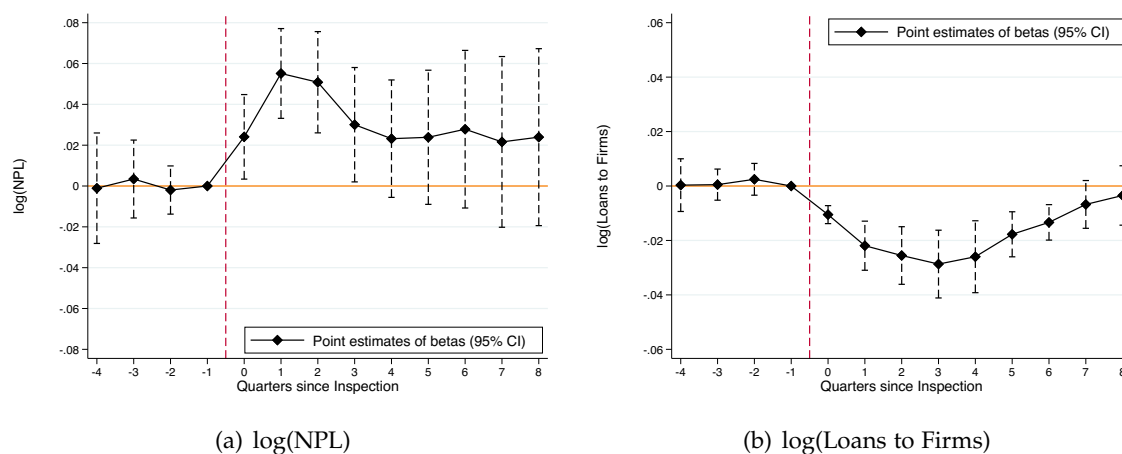 .08
.06
.04
.02
0
-.02
-.04
-.06
-.08
log(NPL)
Point estimates of betas (95% CI)
-4 -3 -2 -1 0 1 2 3 4 5 6 7 8
Quarters since Inspection
(a) log(NPL)
.06
.04
.02
0
-.02
-.04
-.06
log(Loans to Firms)
Point estimates of betas (95% CI)
-4 -3 -2 -1 0 1 2 3 4 5 6 7 8
Quarters since Inspection
(b) log(Loans to Firms)